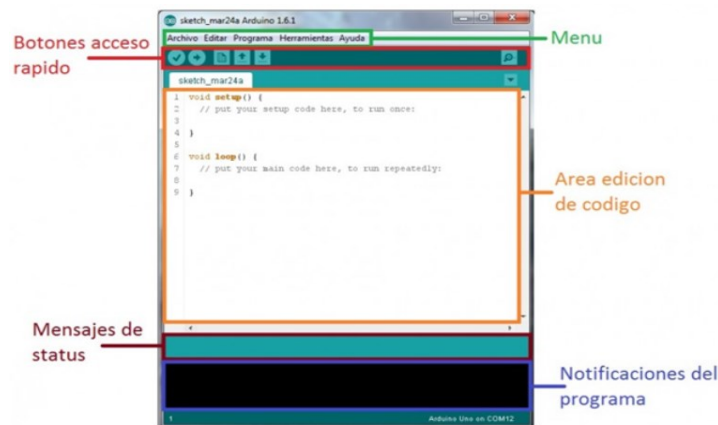 sketch_mar24a Arduino 1.6.1
Archivo Editar Programa Herramientas Ayuda
Menu
Botones acceso
rapido
sketch_mar24a
1 void setup() {
2 // put your setup code here, to run once:
3
4 }
5
6 void loop() {
7 // put your main code here, to run repeatedly:
8
9 }
Area edicion
de codigo
Mensajes de
status
Notificaciones del
programa
1
Arduino Uno on COM12